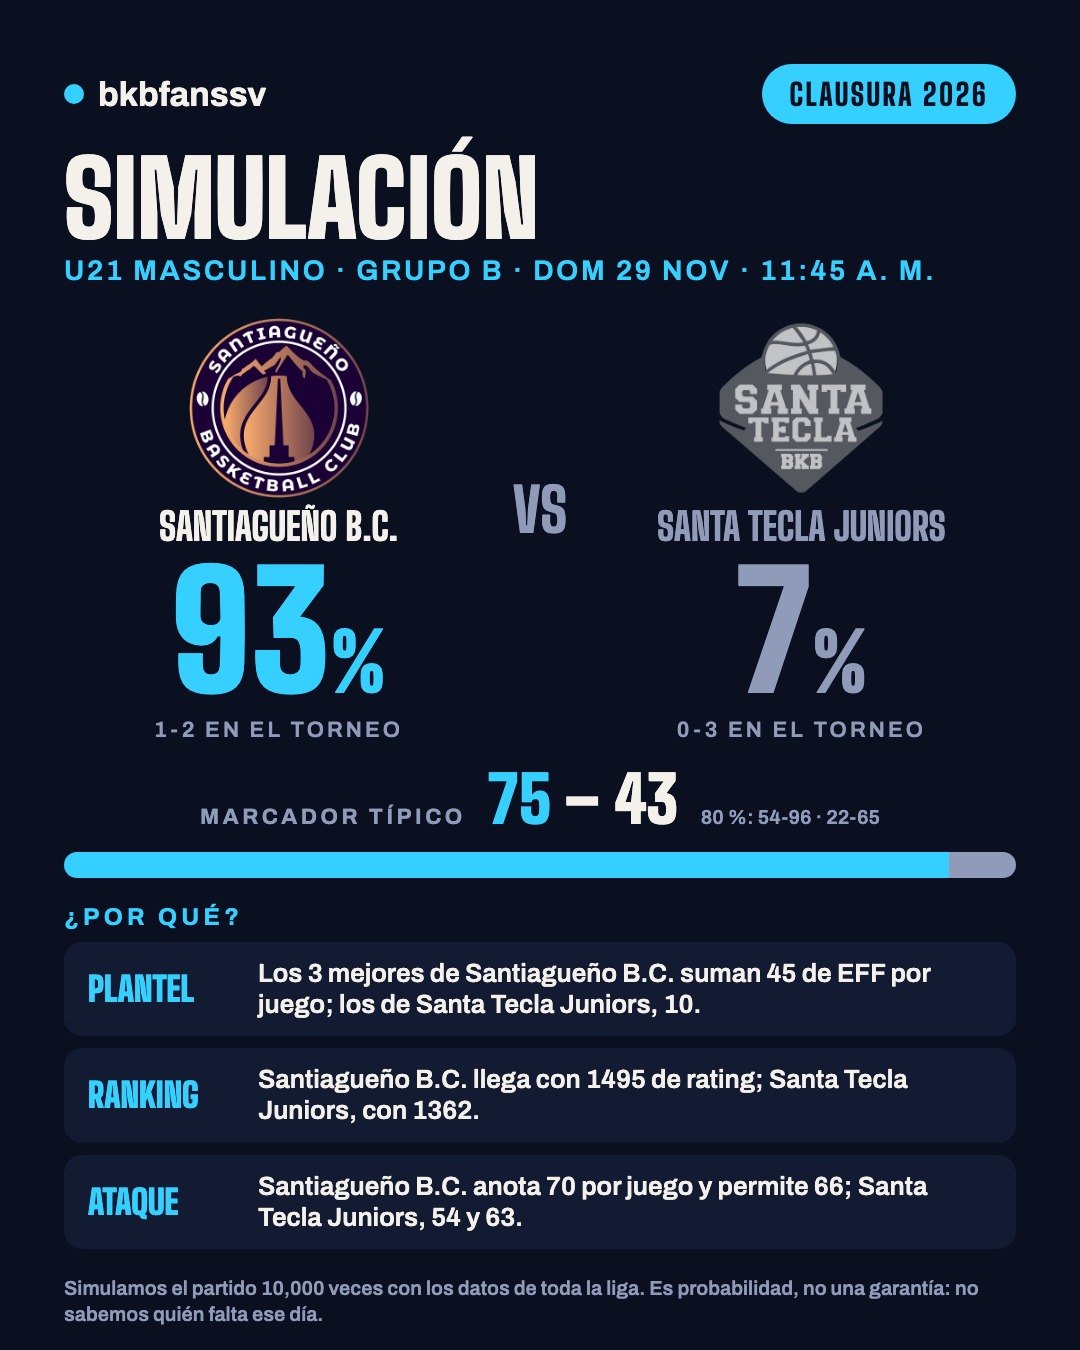 bkbfanssv
CLAUSURA 2026
SIMULACIÓN
U21 MASCULINO · GRUPO B · DOM 29 NOV · 11:45 A. M.
SANTIAGUEÑO
BASKETBALL CLUB
SANTA
TECLA
BKB
SANTIAGUEÑO B.C.
VS
SANTA TECLA JUNIORS
93%
7%
1-2 EN EL TORNEO
0-3 EN EL TORNEO
MARCADOR TÍPICO 75 – 43 80 %: 54-96 · 22-65
¿POR QUÉ?
PLANTEL
Los 3 mejores de Santiagueño B.C. suman 45 de EFF por
juego; los de Santa Tecla Juniors, 10.
RANKING
Santiagueño B.C. llega con 1495 de rating; Santa Tecla
Juniors, con 1362.
ATAQUE
Santiagueño B.C. anota 70 por juego y permite 66; Santa
Tecla Juniors, 54 y 63.
Simulamos el partido 10,000 veces con los datos de toda la liga. Es probabilidad, no una garantía: no
sabemos quién falta ese día.